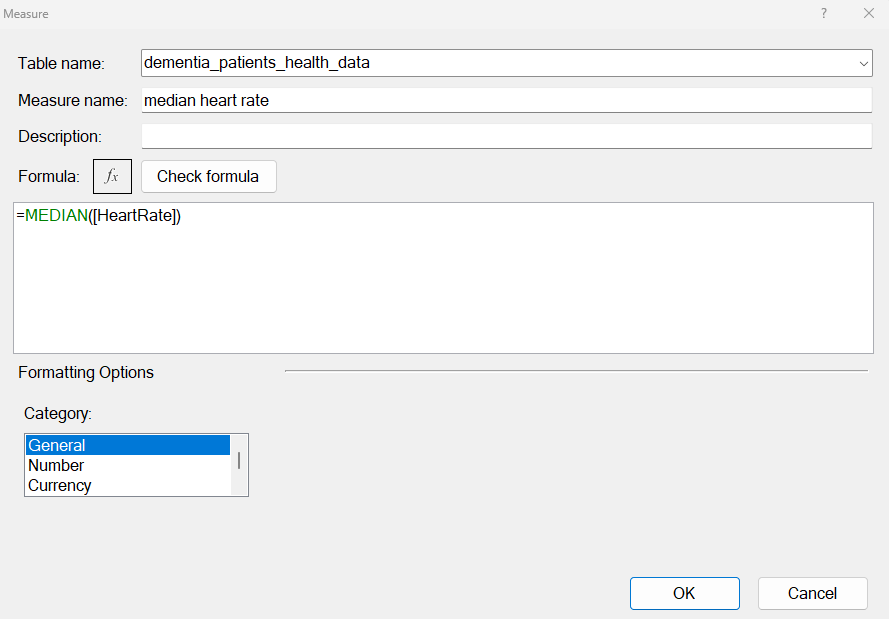 Measure ?
Table name: dementia_patients_health_data
Measure name: median heart rate
Description:
Formula: fx Check formula
=MEDIAN([HeartRate])
Formatting Options
Category:
General
Number
Currency
OK Cancel